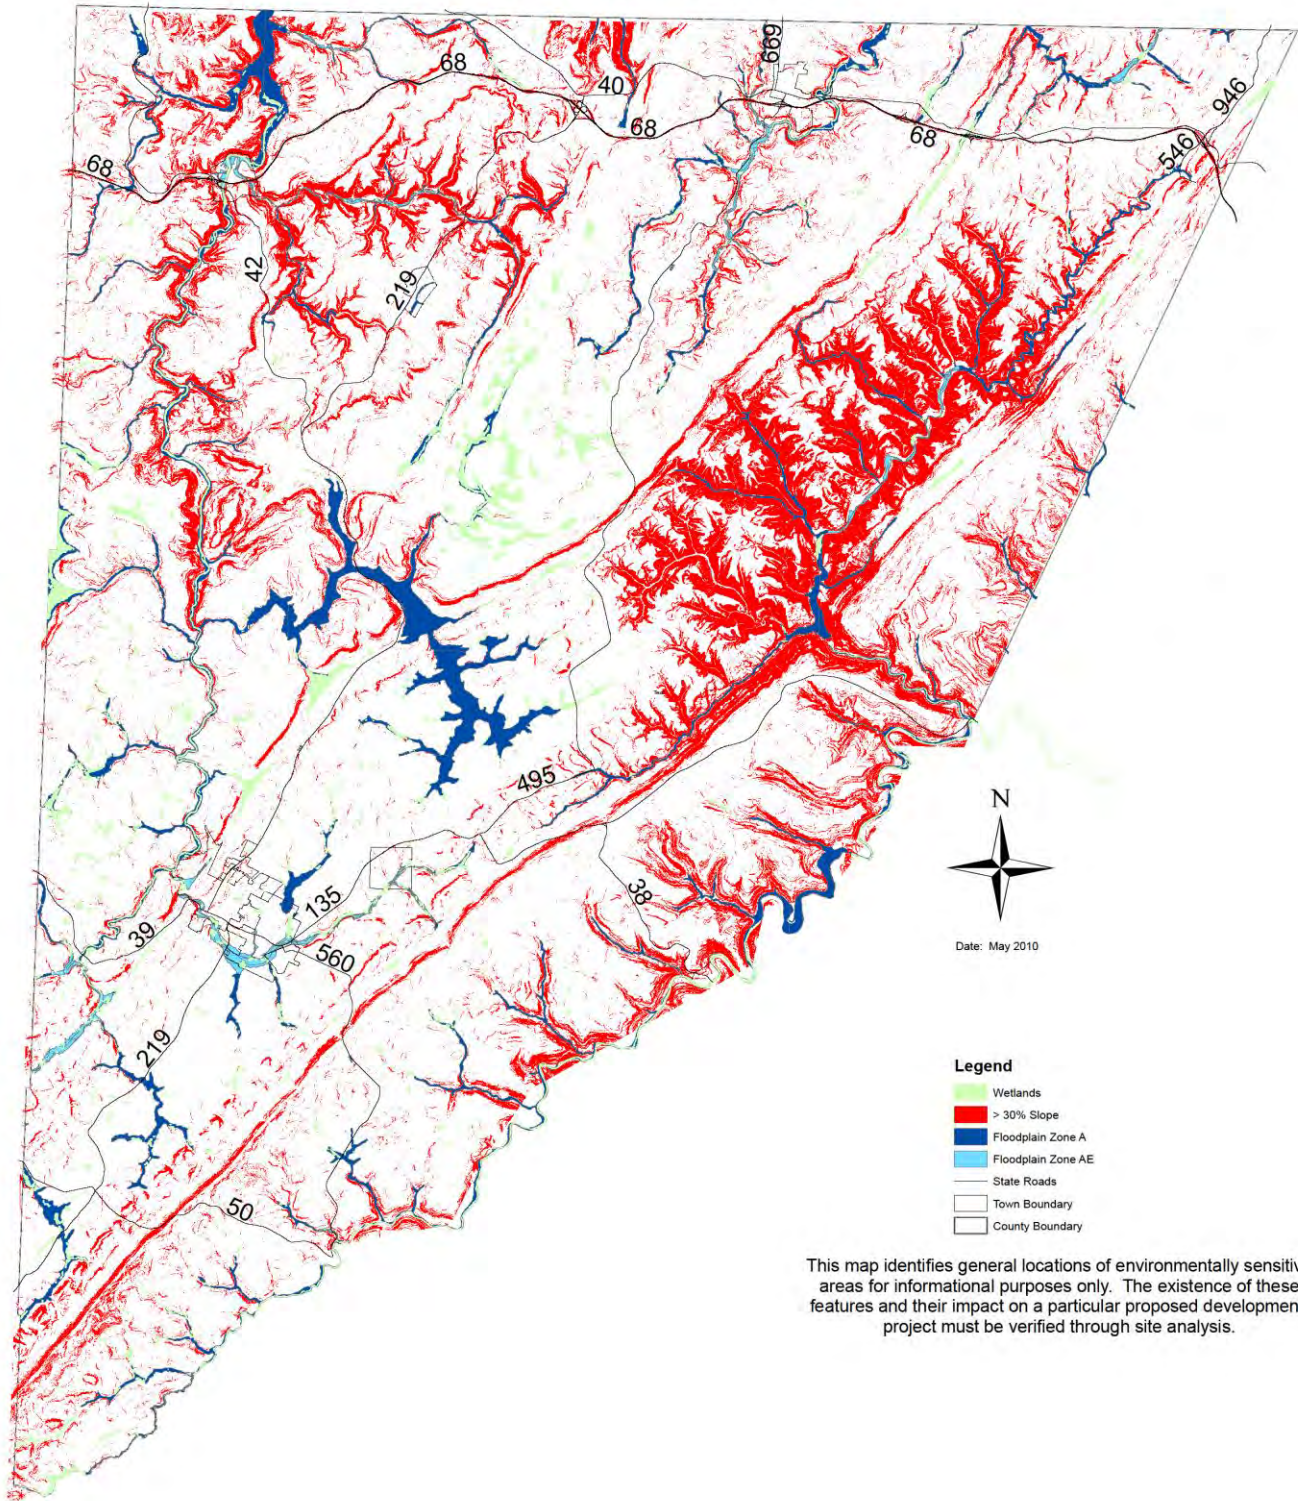 669
68
40
946
68
68
546
68
42
219
495
N
38
135
Date: May 2010
39
560
219
Legend
Wetlands
> 30% Slope
Floodplain Zone A
Floodplain Zone AE
State Roads
Town Boundary
50
County Boundary
This map identifies general locations of environmentally sensitiv
areas for informational purposes only. The existence of these
features and their impact on a particular proposed developmen
project must be verified through site analysis.